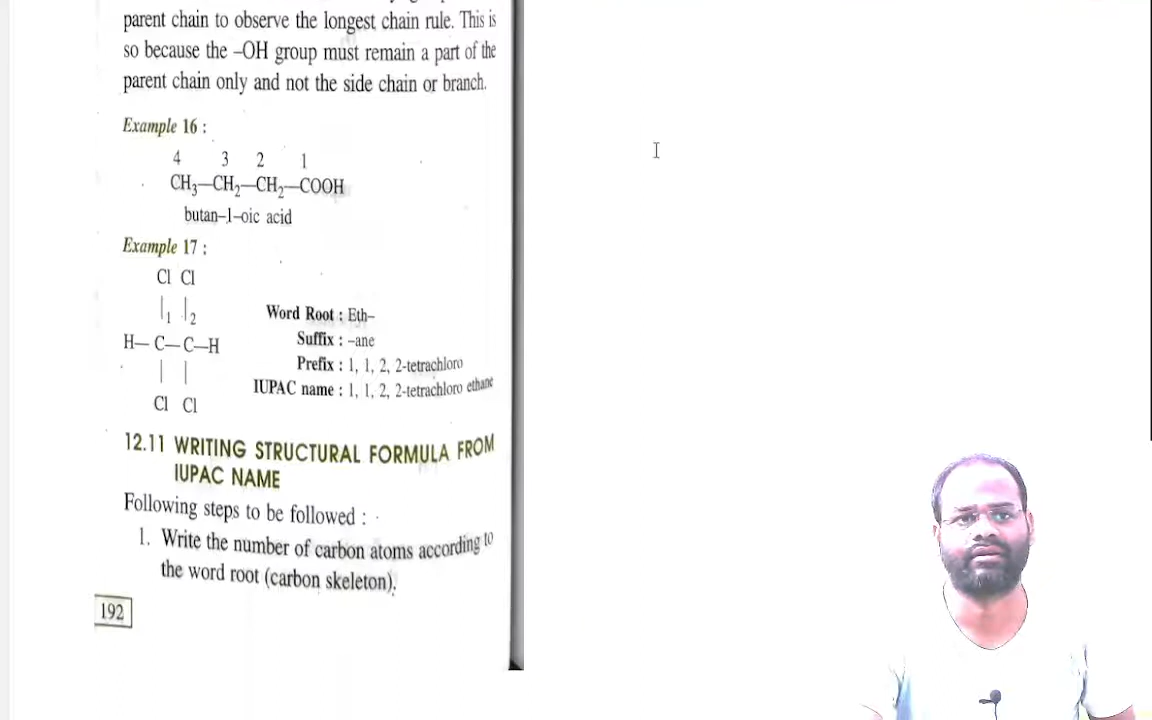 parent chain to observe the longest chain rule. This is
so because the –OH group must remain a part of the
parent chain only and not the side chain or branch.
Example 16 :
4 3 2 1
CH₃—CH₂—CH₂—COOH
butan–1–oic acid
Example 17 :
Cl Cl
|₁ |₂
H— C— C—H
| |
Cl Cl
Word Root : Eth–
Suffix : –ane
Prefix : 1, 1, 2, 2-tetrachloro
IUPAC name : 1, 1, 2, 2-tetrachloro ethane
12.11 WRITING STRUCTURAL FORMULA FROM
IUPAC NAME
Following steps to be followed :
1. Write the number of carbon atoms according to
the word root (carbon skeleton).
192